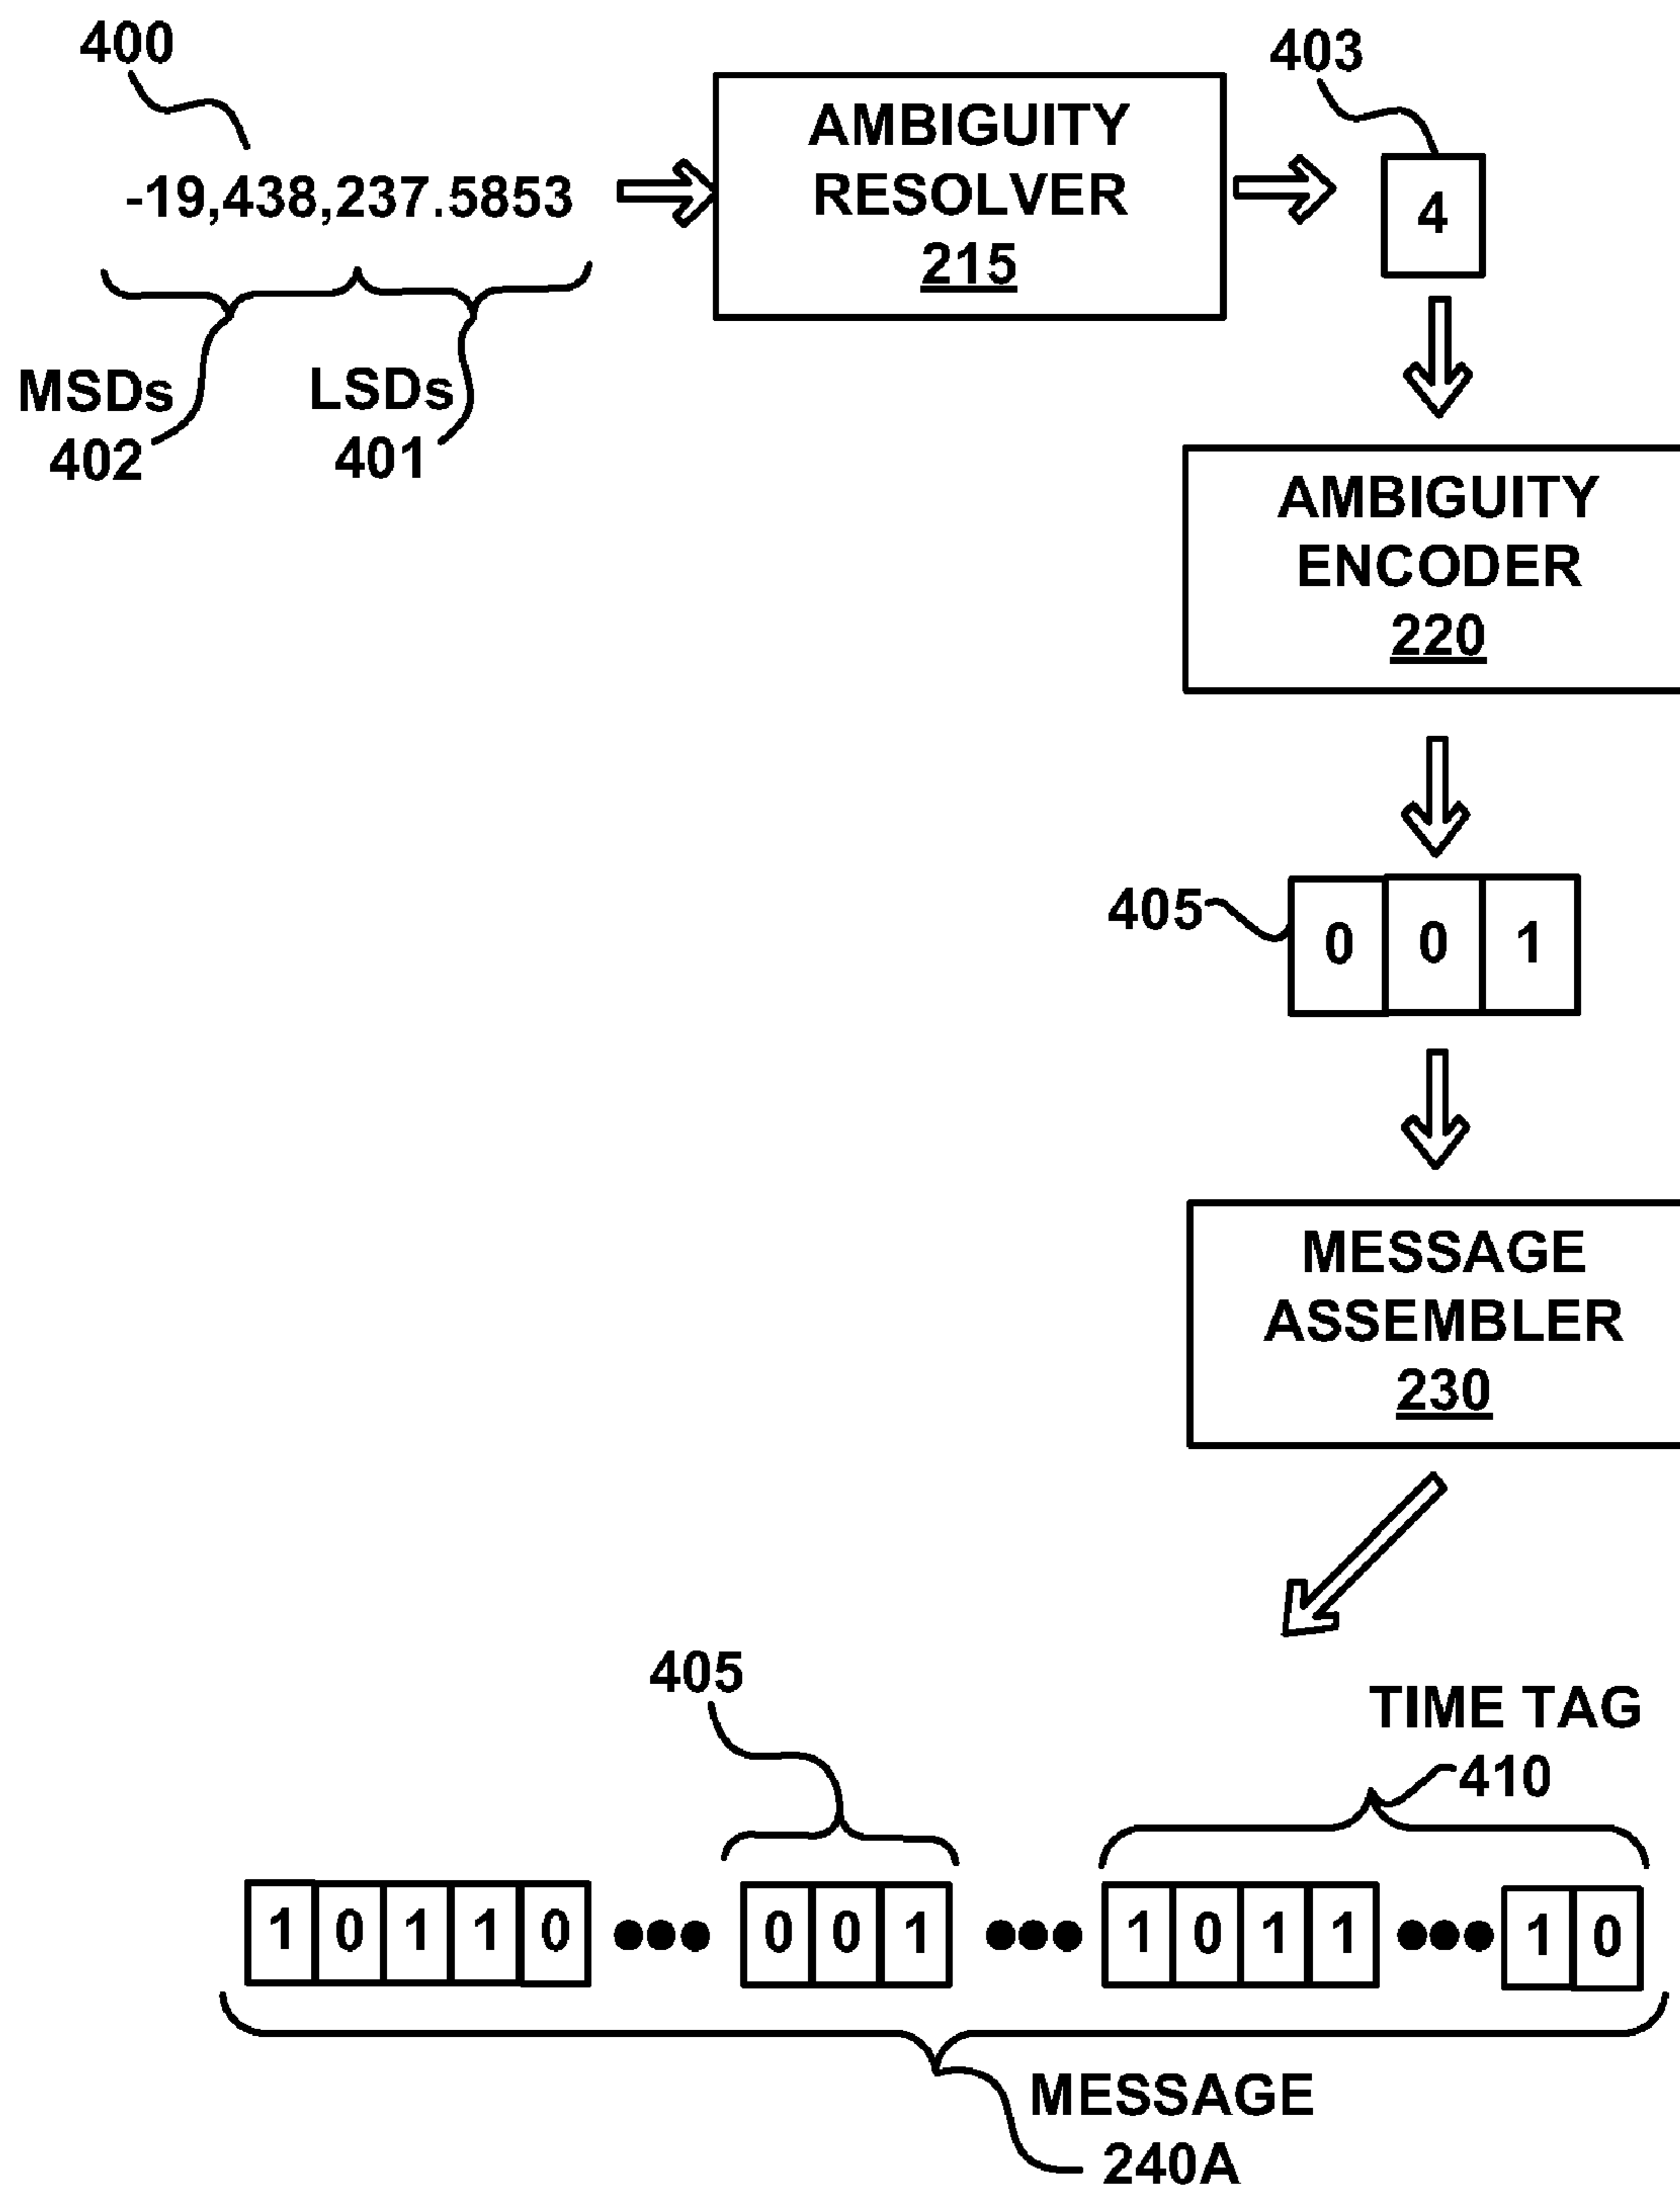 400
403
AMBIGUITY
RESOLVER
215
-19,438,237.5853
4
MSDs
402
LSDs
401
AMBIGUITY
ENCODER
220
405
0 0 1
MESSAGE
ASSEMBLER
230
405
TIME TAG
410
1 0 1 1 0 ●●● 0 0 1 ●●● 1 0 1 1 ●●● 1 0
MESSAGE
240A